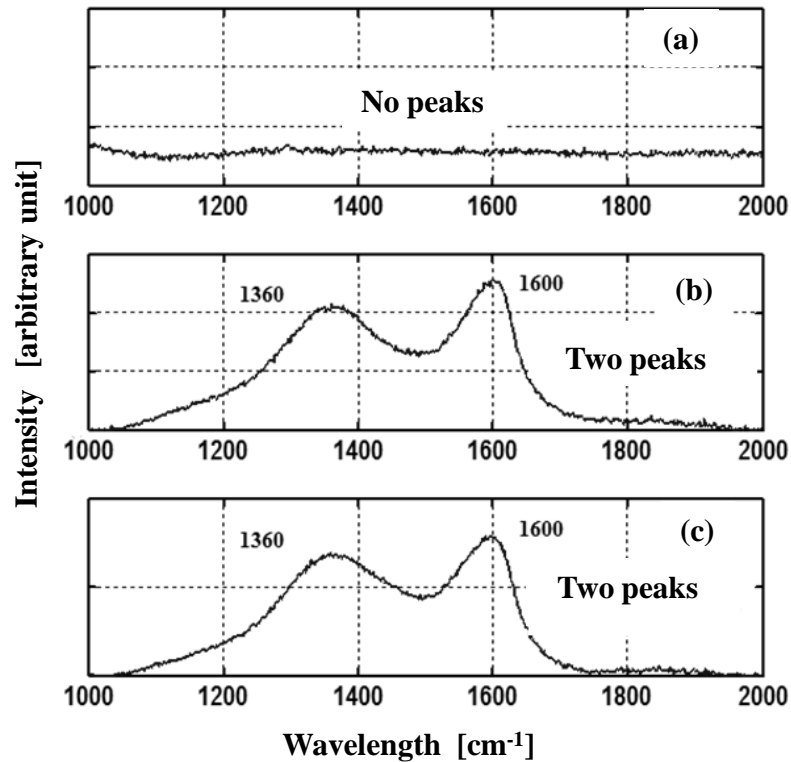 (a)
No peaks
1000 1200 1400 1600 1800 2000
1360
1600
(b)
Two peaks
1000 1200 1400 1600 1800 2000
1360
1600
(c)
Two peaks
1000 1200 1400 1600 1800 2000
Intensity [arbitrary unit]
Wavelength [cm⁻¹]